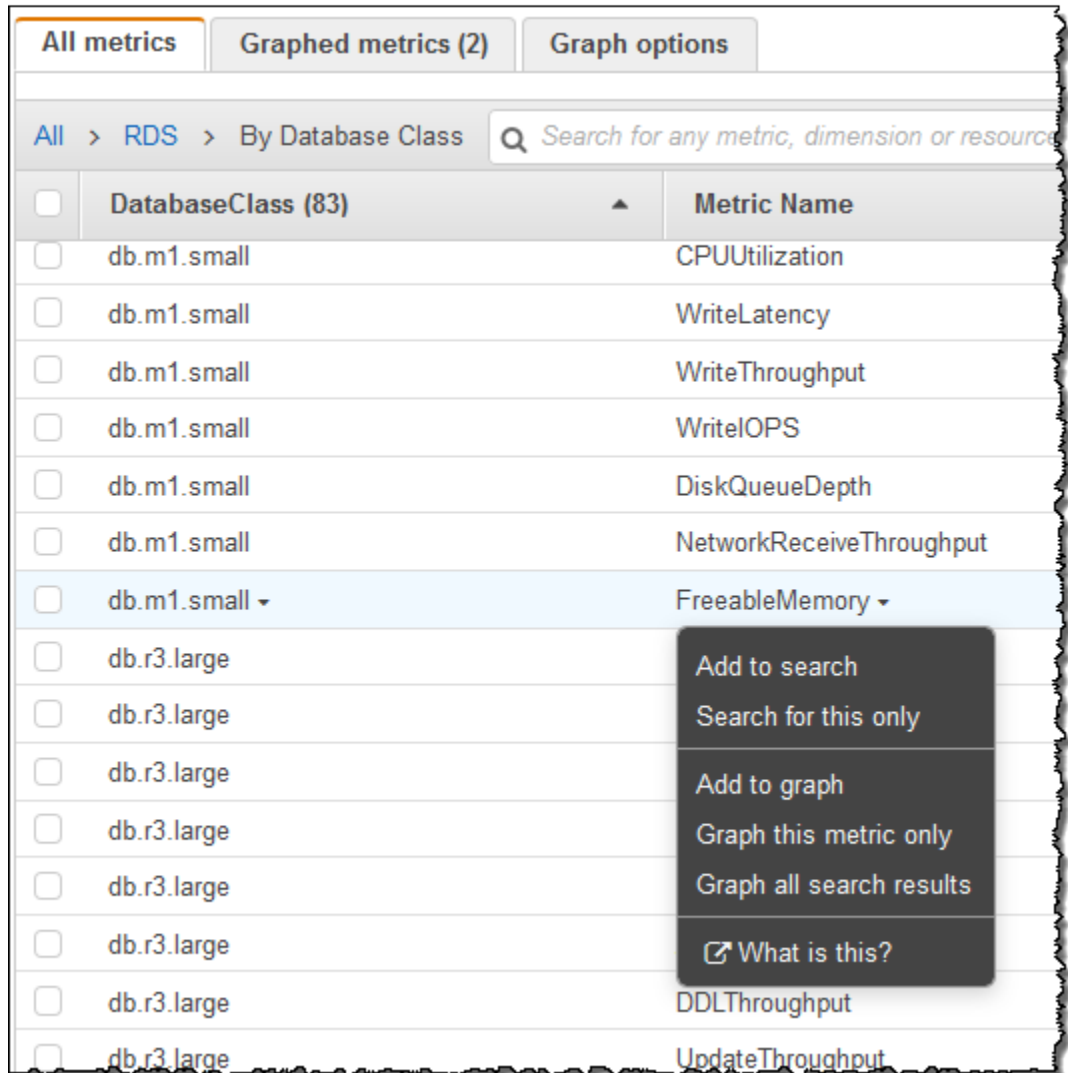 All metrics Graphed metrics (2) Graph options
All > RDS > By Database Class Search for any metric, dimension or resource
DatabaseClass (83) Metric Name
db.m1.small CPUUtilization
db.m1.small WriteLatency
db.m1.small WriteThroughput
db.m1.small WriteIOPS
db.m1.small DiskQueueDepth
db.m1.small NetworkReceiveThroughput
db.m1.small FreeableMemory
db.r3.large
Add to search
db.r3.large
Search for this only
db.r3.large
Add to graph
db.r3.large
Graph this metric only
db.r3.large
Graph all search results
db.r3.large
What is this?
db.r3.large DDLThroughput
db.r3.large UpdateThroughput